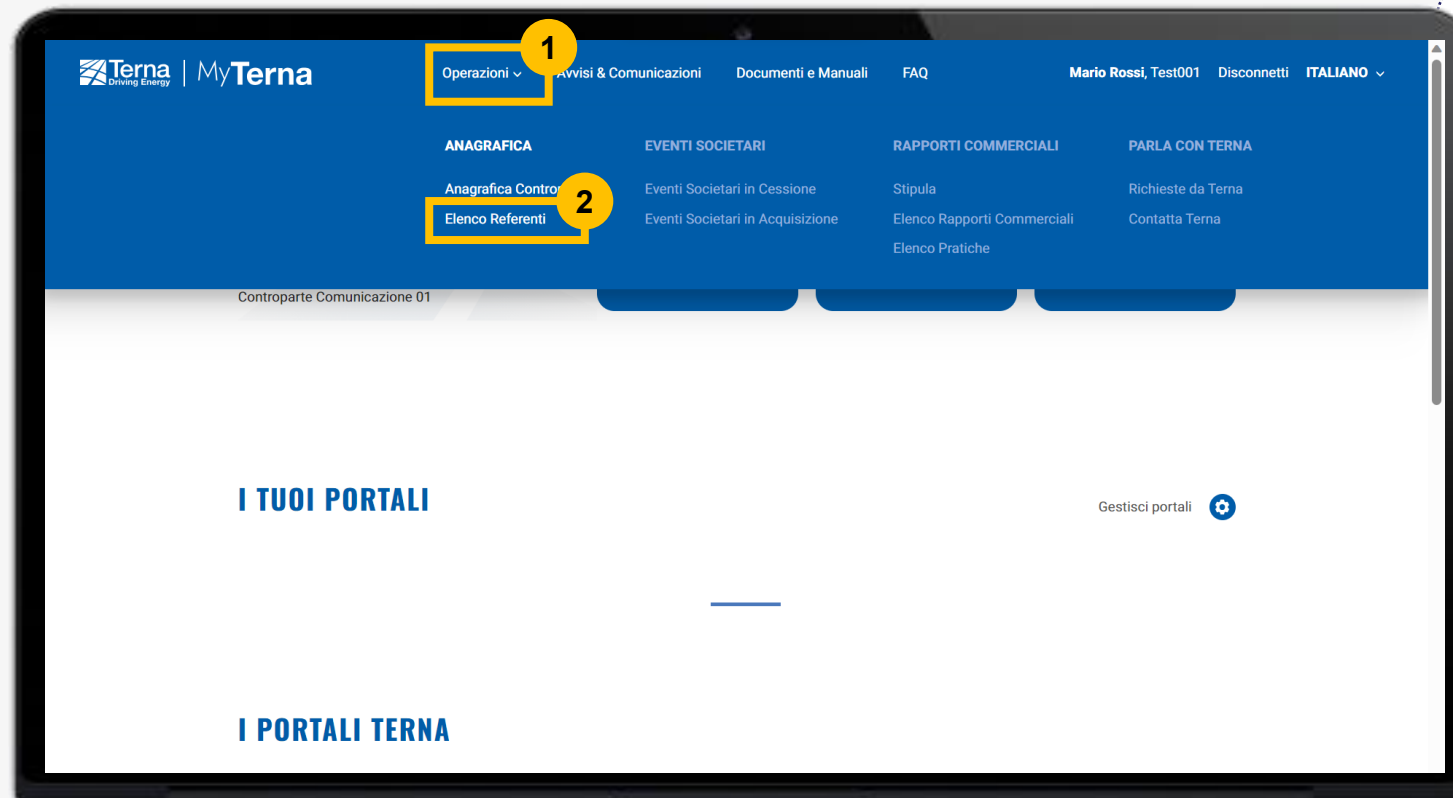 1
Terna
Driving Energy
MyTerna
Operazioni
Avvisi & Comunicazioni
Documenti e Manuali
FAQ
Mario Rossi, Test001
Disconnetti
ITALIANO
ANAGRAFICA
EVENTI SOCIETARI
RAPPORTI COMMERCIALI
PARLA CON TERNA
Anagrafica
Eventi Societari in Cessione
Stipula
Richieste da Terna
2
Elenco Referenti
Eventi Societari in Acquisizione
Elenco Rapporti Commerciali
Contatta Terna
Elenco Pratiche
Controparte Comunicazione 01
I TUOI PORTALI
Gestisci portali
I PORTALI TERNA